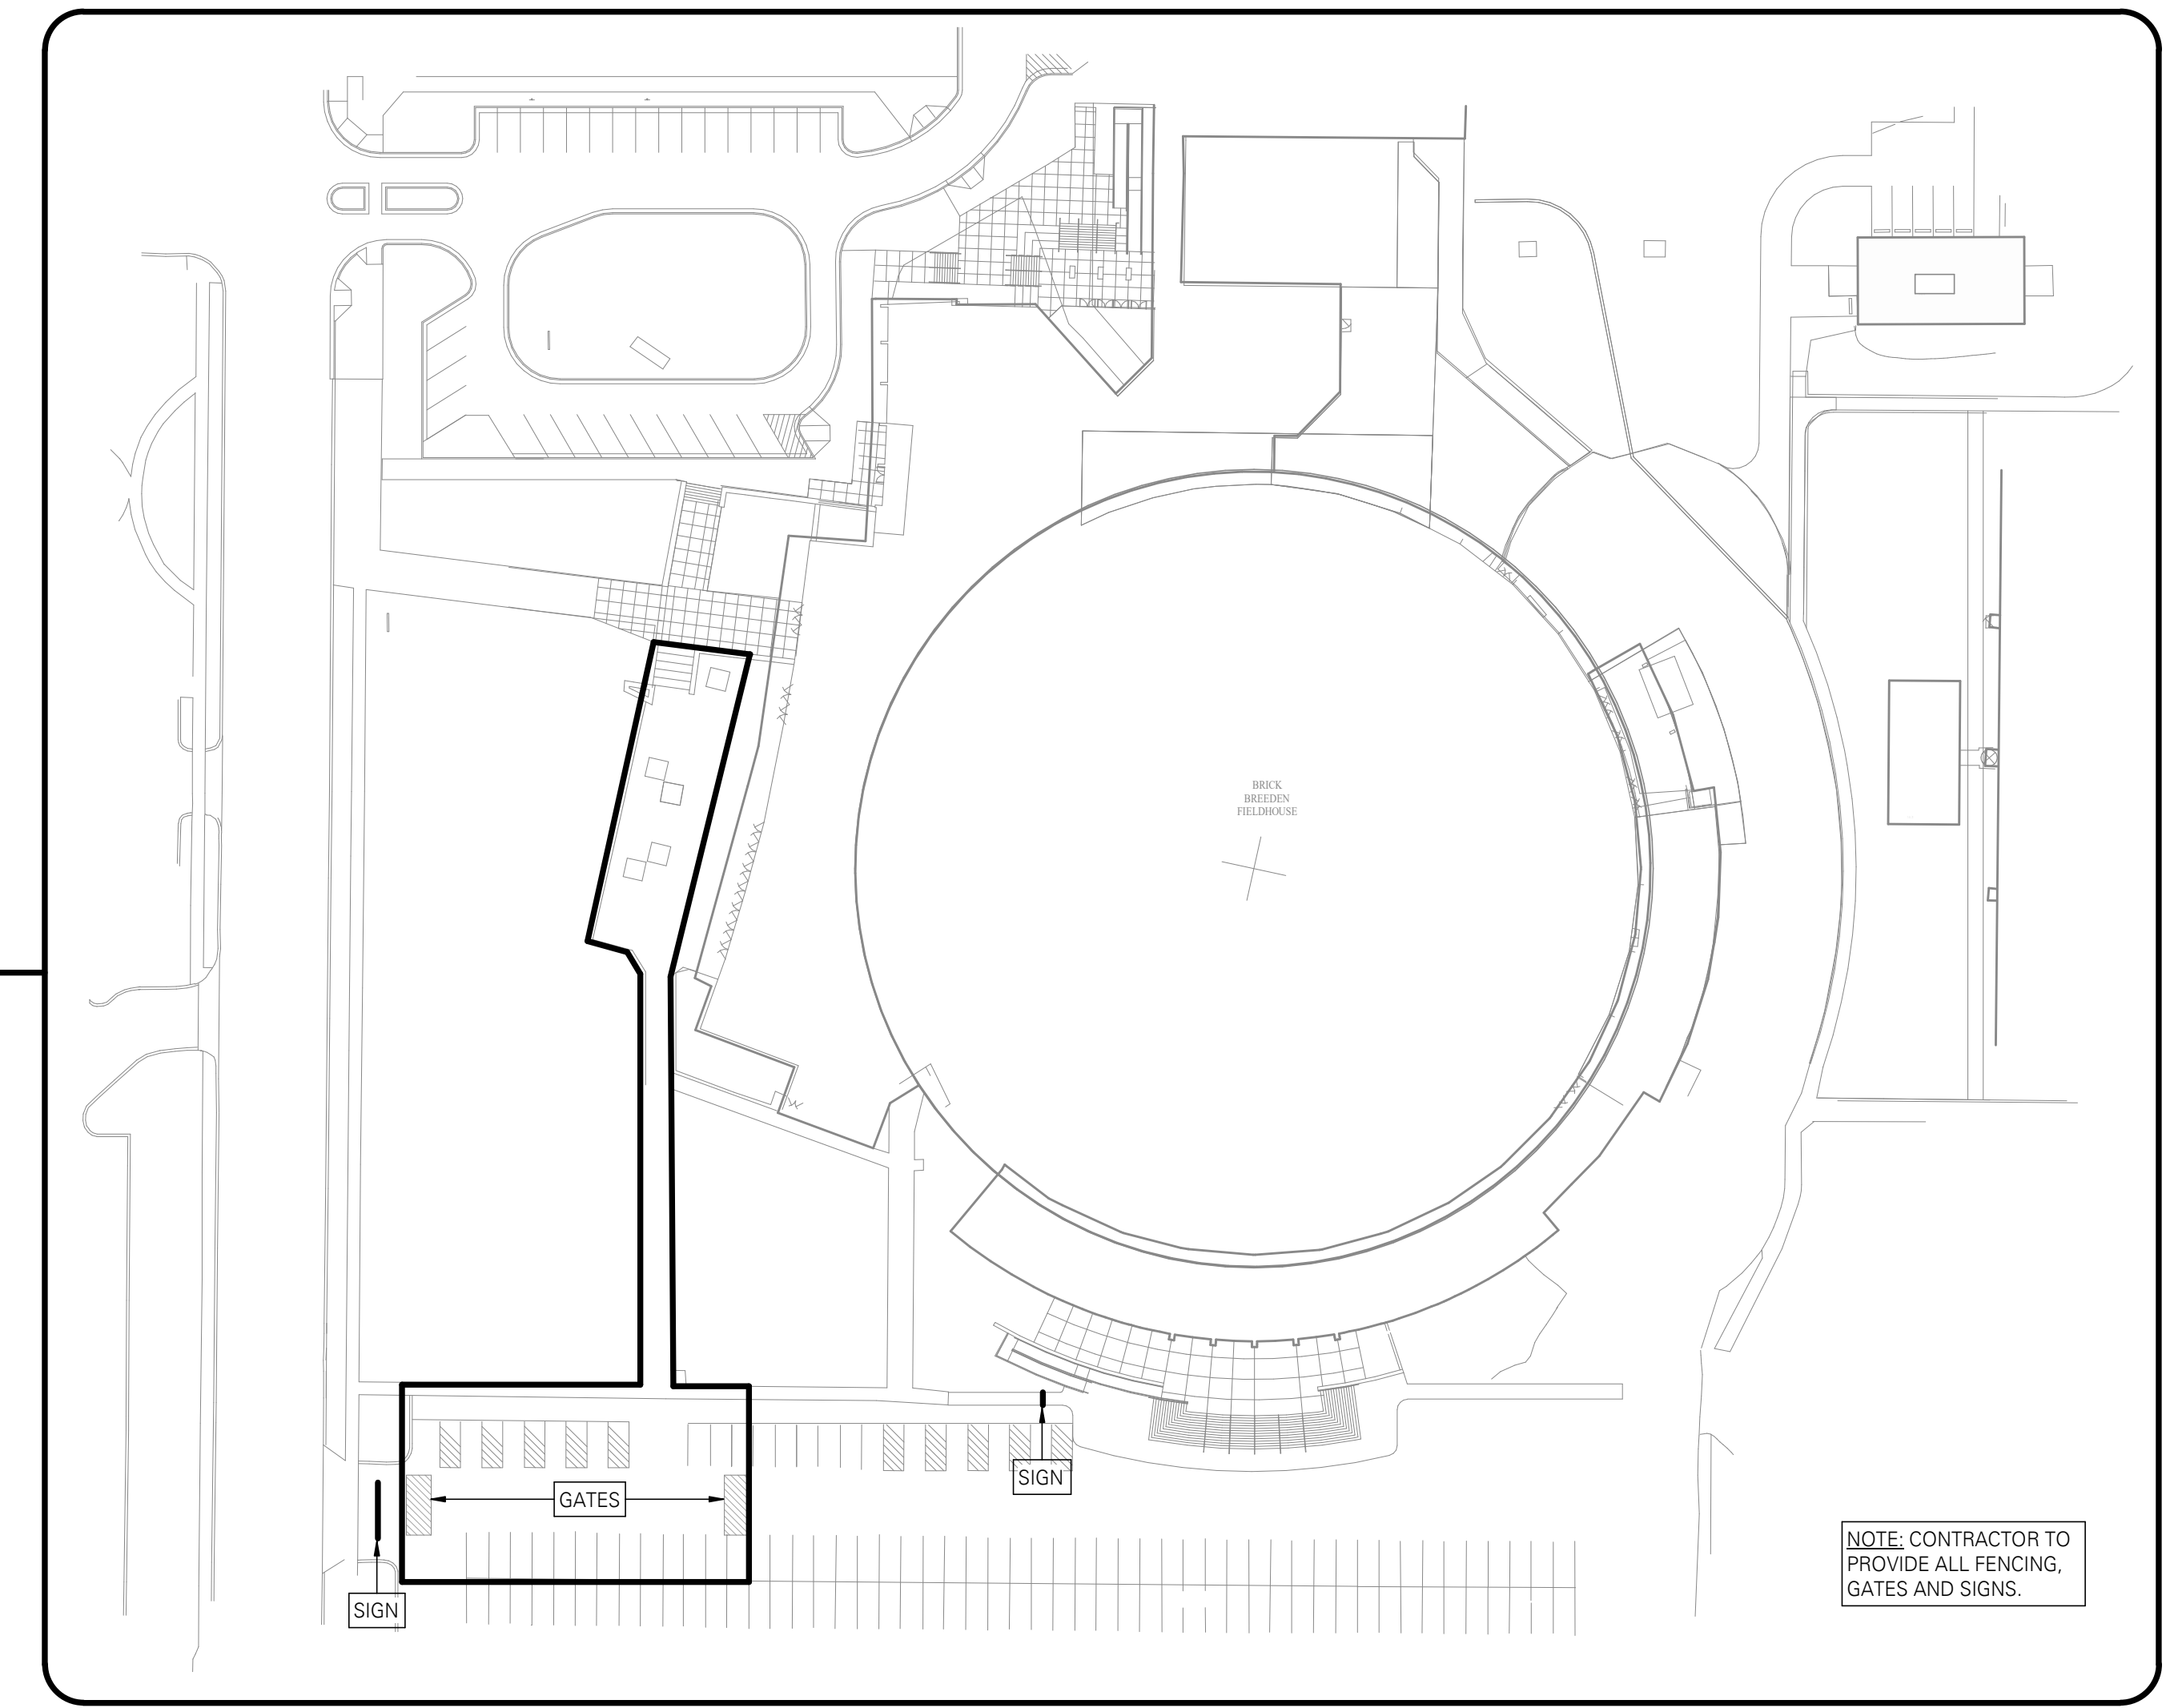 BRICK
BREEDEN
FIELDHOUSE
SIGN
GATES
SIGN
NOTE: CONTRACTOR TO
PROVIDE ALL FENCING,
GATES AND SIGNS.